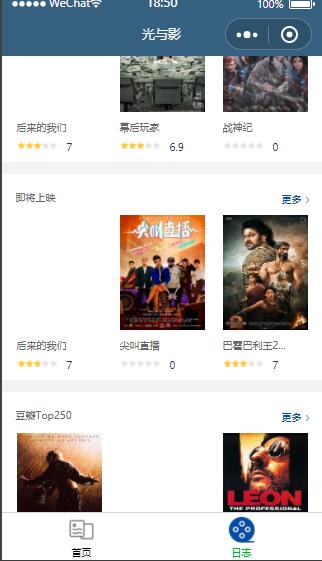 WeChat 18:50 100%
光与影
后来的我们 幕后玩家 战神纪
7 6.9 0
即将上映 更多
尖叫直播
后来的我们 尖叫直播 巴霍巴利王2...
7 0 7
豆瓣Top250 更多
LEON
THE PROFESSIONAL
首页 日志